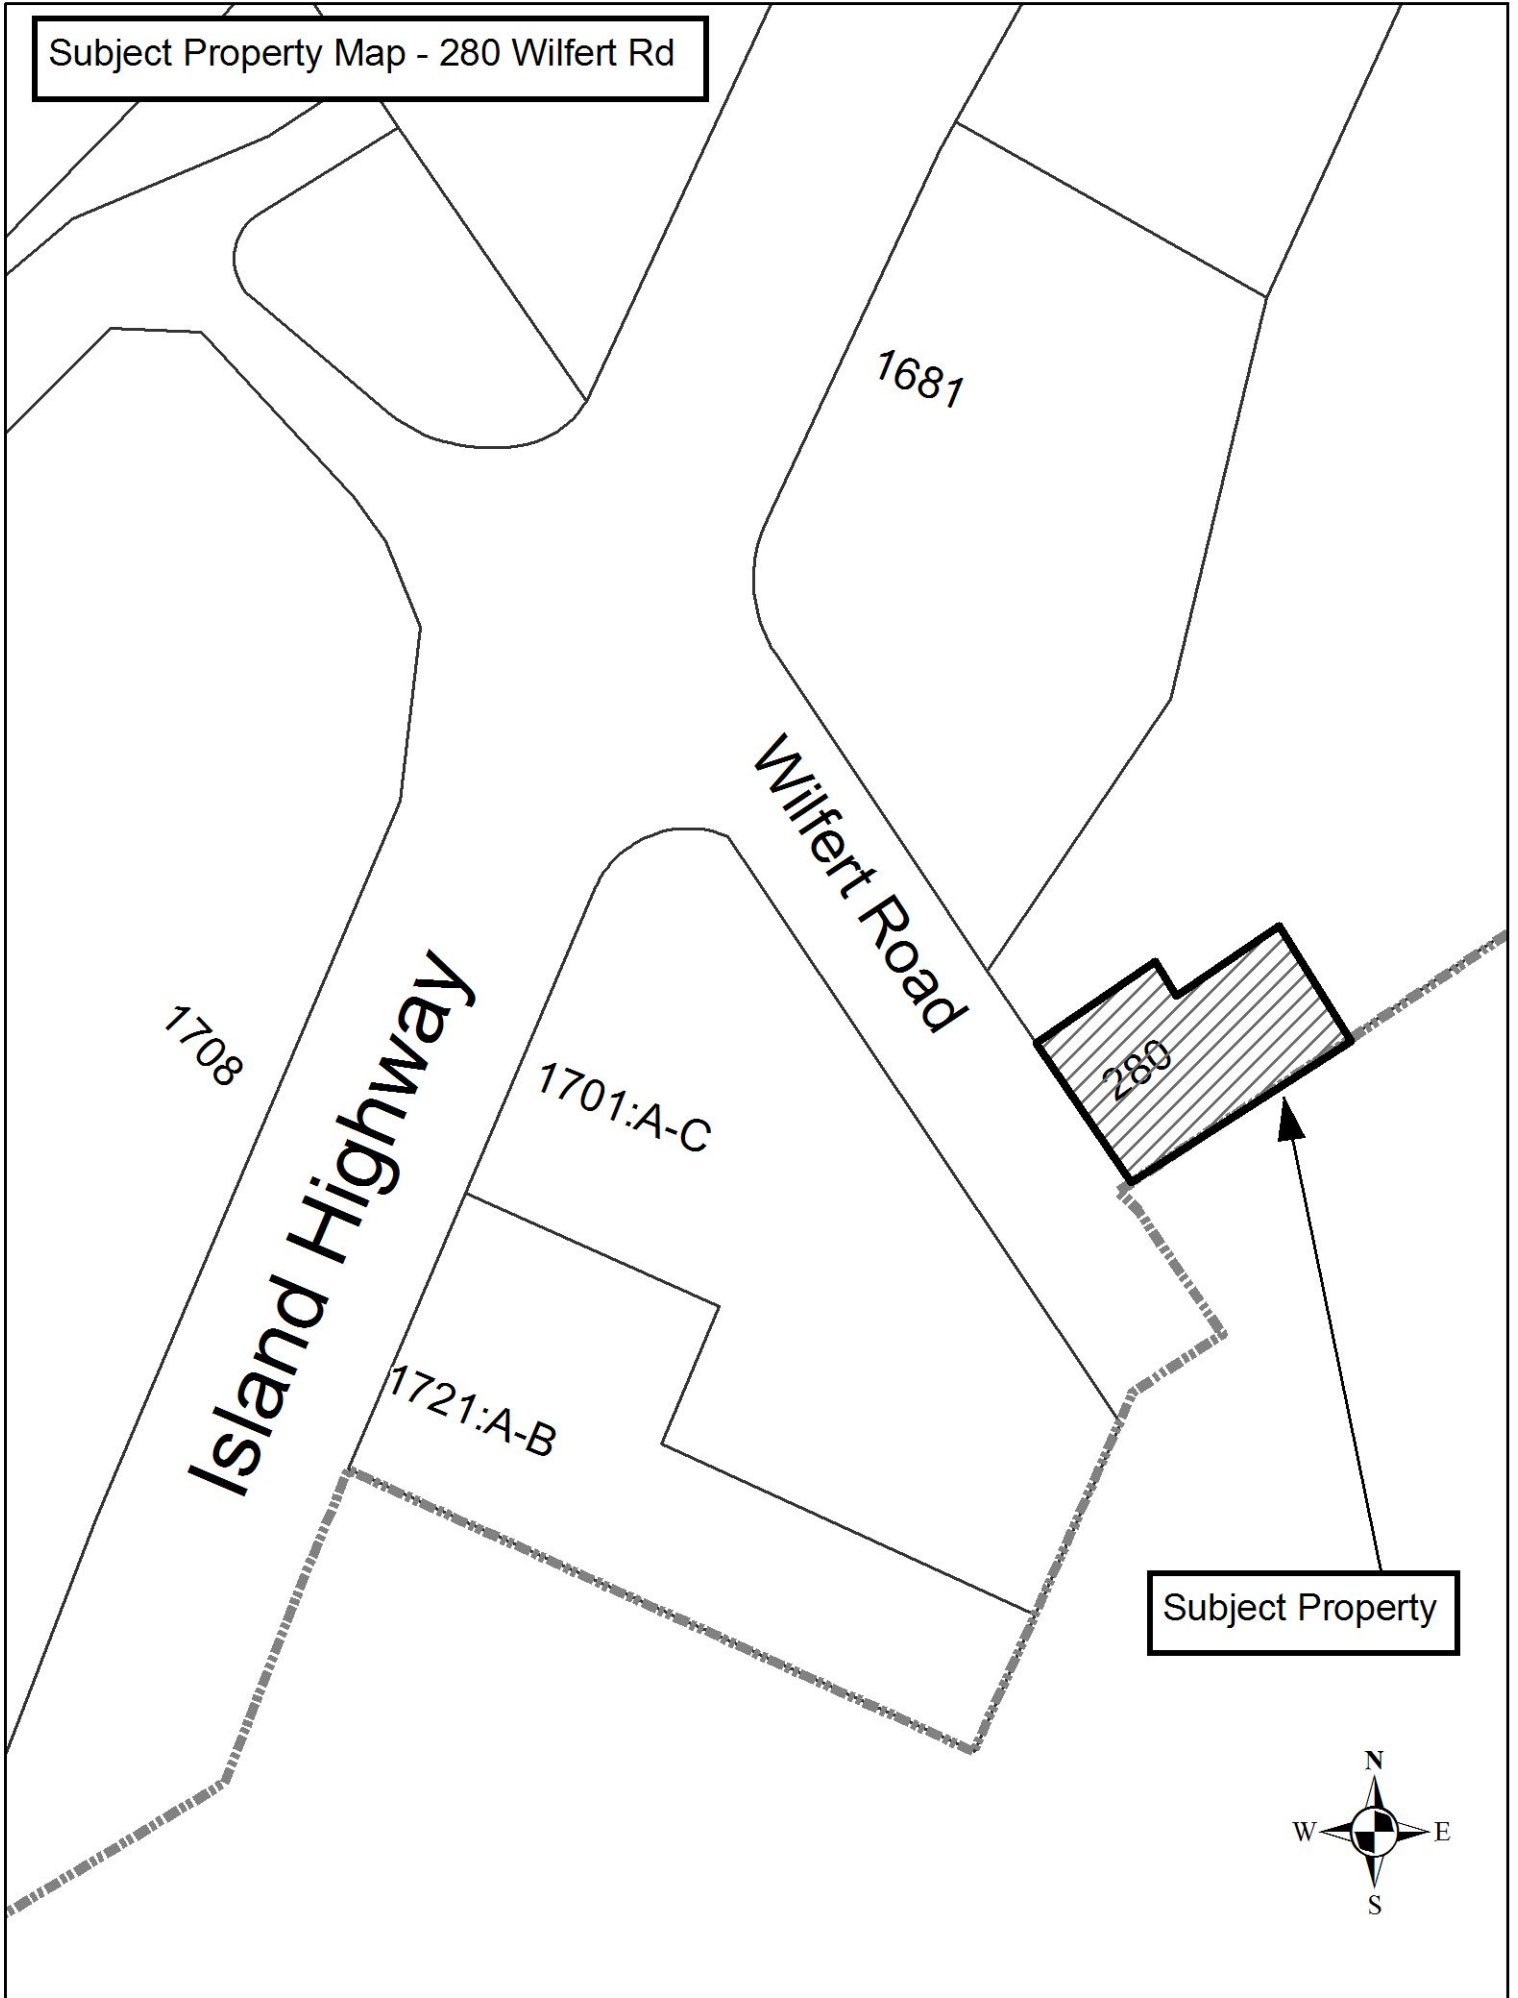 Subject Property Map - 280 Wilfert Rd
1681
Wilfert Road
280
1708
Island Highway
1701:A-C
1721:A-B
Subject Property
N
W
E
S